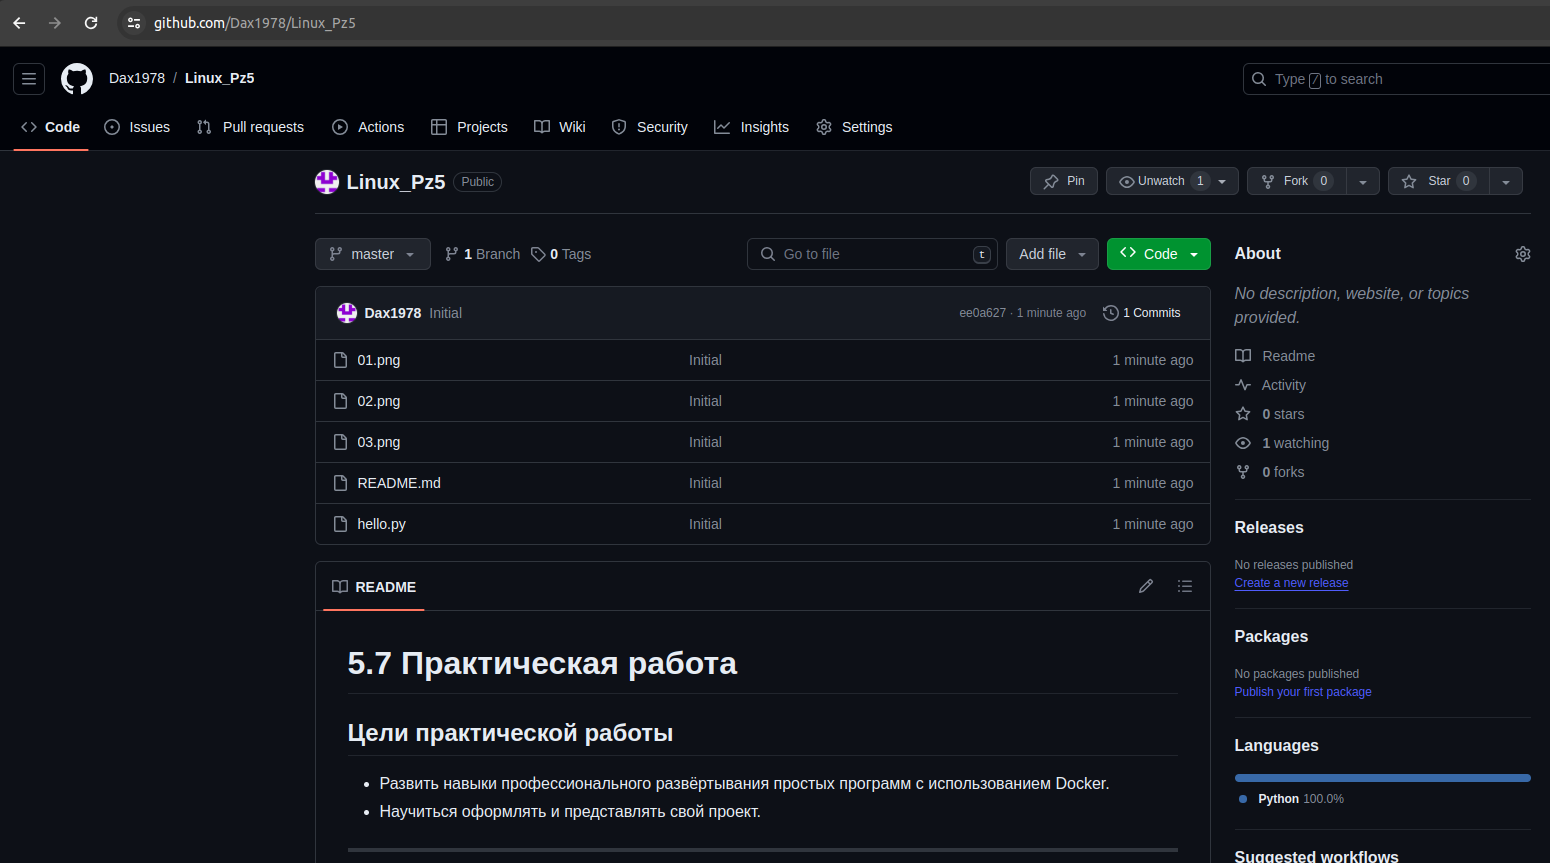 github.com/Dax1978/Linux_Pz5
Dax1978 / Linux_Pz5
Type / to search
Code Issues Pull requests Actions Projects Wiki Security Insights Settings
Linux_Pz5 Public
Pin Unwatch 1 Fork 0 Star 0
master 1 Branch 0 Tags Go to file t Add file Code
Dax1978 Initial ee0a627 · 1 minute ago 1 Commits
01.png Initial 1 minute ago
02.png Initial 1 minute ago
03.png Initial 1 minute ago
README.md Initial 1 minute ago
hello.py Initial 1 minute ago
README
5.7 Практическая работа
Цели практической работы
• Развить навыки профессионального развёртывания простых программ с использованием Docker.
• Научиться оформлять и представлять свой проект.
About
No description, website, or topics
provided.
Readme
Activity
0 stars
1 watching
0 forks
Releases
No releases published
Create a new release
Packages
No packages published
Publish your first package
Languages
Python 100.0%
Suggested workflows